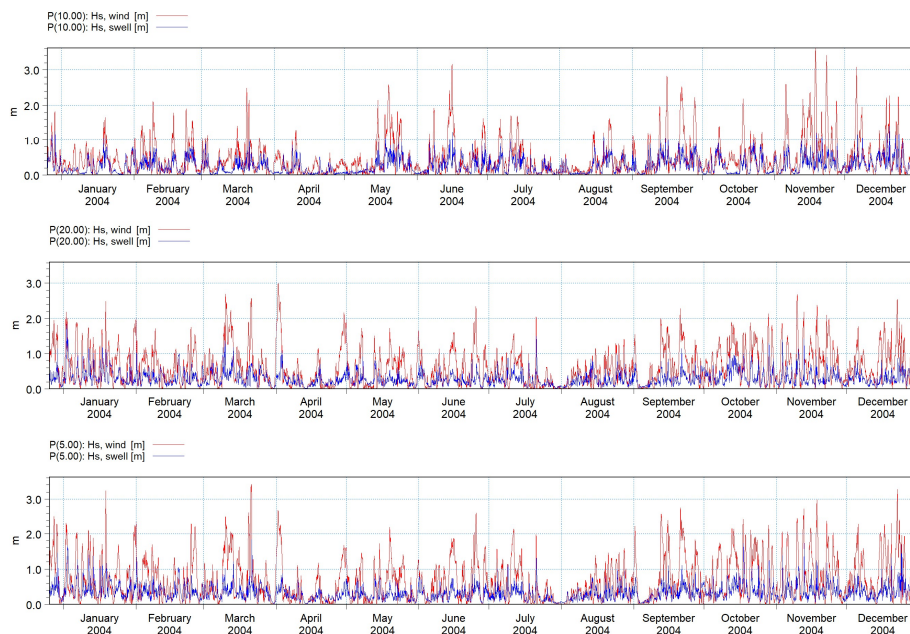 P(10.00): Hs, wind [m]
P(10.00): Hs, swell [m]
3.0
2.0
m
1.0
0.0
January February March April May June July August September October November December
2004 2004 2004 2004 2004 2004 2004 2004 2004 2004 2004 2004
P(20.00): Hs, wind [m]
P(20.00): Hs, swell [m]
3.0
2.0
m
1.0
0.0
January February March April May June July August September October November December
2004 2004 2004 2004 2004 2004 2004 2004 2004 2004 2004 2004
P(5.00): Hs, wind [m]
P(5.00): Hs, swell [m]
3.0
2.0
m
1.0
0.0
January February March April May June July August September October November December
2004 2004 2004 2004 2004 2004 2004 2004 2004 2004 2004 2004